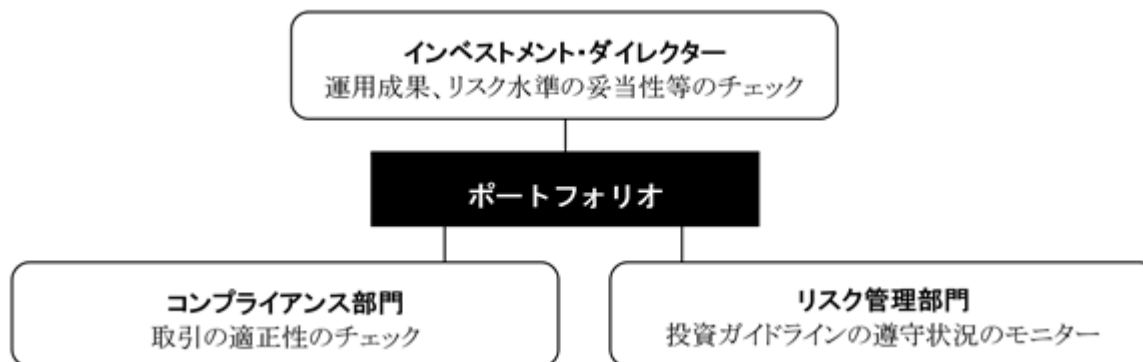 インベストメント・ダイレクター
運用成果、リスク水準の妥当性等のチェック
ポートフォリオ
コンプライアンス部門
取引の適正性のチェック
リスク管理部門
投資ガイドラインの遵守状況のモニター